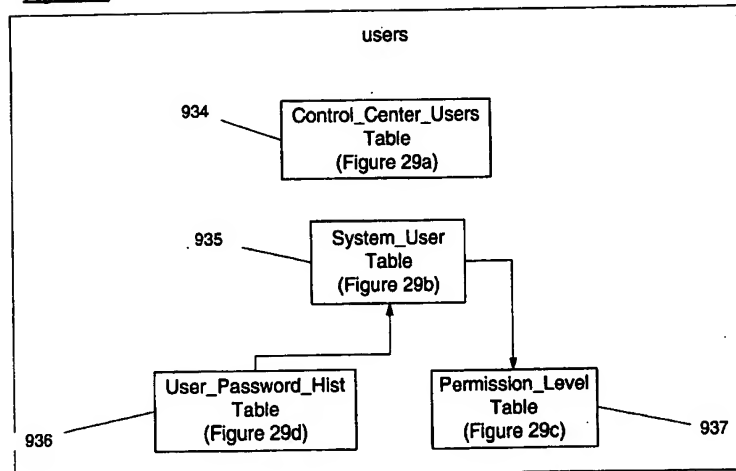 users
934
Control_Center_Users
Table
(Figure 29a)
935
System_User
Table
(Figure 29b)
User_Password_Hist
Table
(Figure 29d)
936
Permission_Level
Table
(Figure 29c)
937